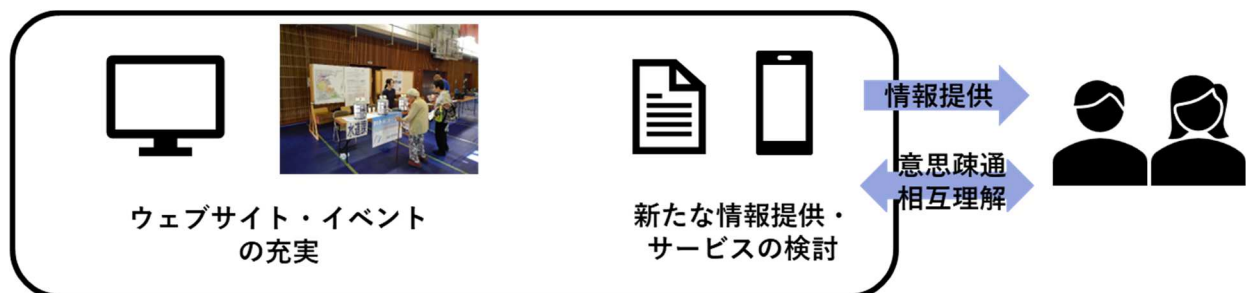 ウェブサイト・イベント
の充実
新たな情報提供・
サービスの検討
情報提供
意思疎通
相互理解